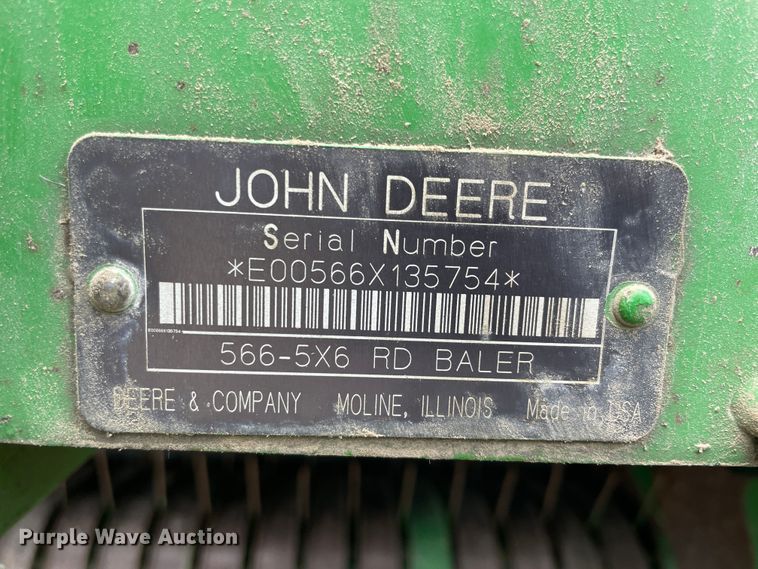 JOHN DEERE
Serial Number
*E00566X135754*
E00566X135754
566-5X6 RD BALER
DEERE & COMPANY MOLINE, ILLINOIS Made in USA
Purple Wave Auction